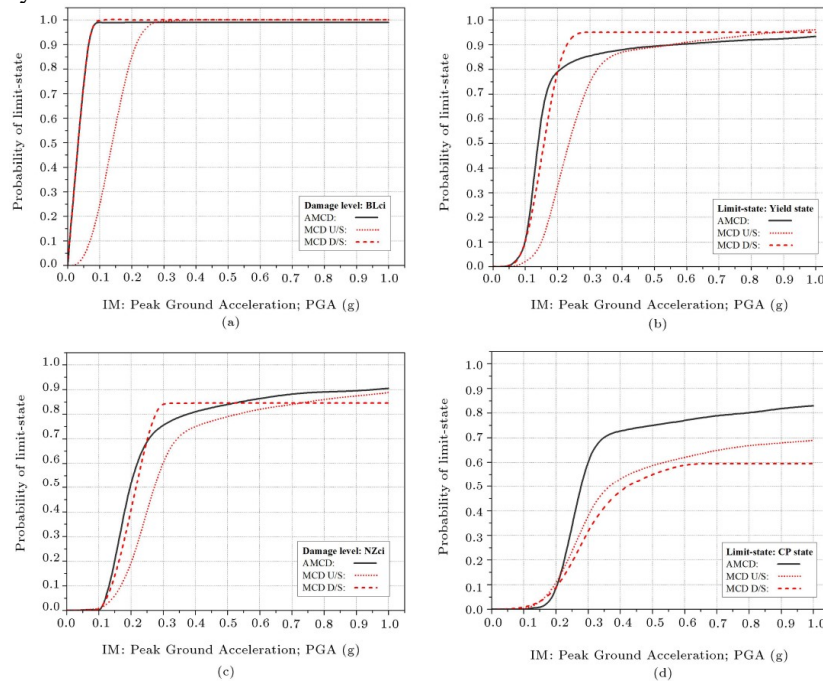 1.0
0.9
0.8
0.7
0.6
0.5
0.4
0.3
0.2
0.1
0.0
Probability of limit-state
Damage level: BLci
AMCD:
MCD U/S:
MCD D/S:
0.0 0.1 0.2 0.3 0.4 0.5 0.6 0.7 0.8 0.9 1.0
IM: Peak Ground Acceleration; PGA (g)
(a)
1.0
0.9
0.8
0.7
0.6
0.5
0.4
0.3
0.2
0.1
0.0
Probability of limit-state
Limit-state: Yield state
AMCD:
MCD U/S:
MCD D/S:
0.0 0.1 0.2 0.3 0.4 0.5 0.6 0.7 0.8 0.9 1.0
IM: Peak Ground Acceleration; PGA (g)
(b)
1.0
0.9
0.8
0.7
0.6
0.5
0.4
0.3
0.2
0.1
0.0
Probability of limit-state
Damage level: NZci
AMCD:
MCD U/S:
MCD D/S:
0.0 0.1 0.2 0.3 0.4 0.5 0.6 0.7 0.8 0.9 1.0
IM: Peak Ground Acceleration; PGA (g)
(c)
1.0
0.9
0.8
0.7
0.6
0.5
0.4
0.3
0.2
0.1
0.0
Probability of limit-state
Limit-state: CP state
AMCD:
MCD U/S:
MCD D/S:
0.0 0.1 0.2 0.3 0.4 0.5 0.6 0.7 0.8 0.9 1.0
IM: Peak Ground Acceleration; PGA (g)
(d)